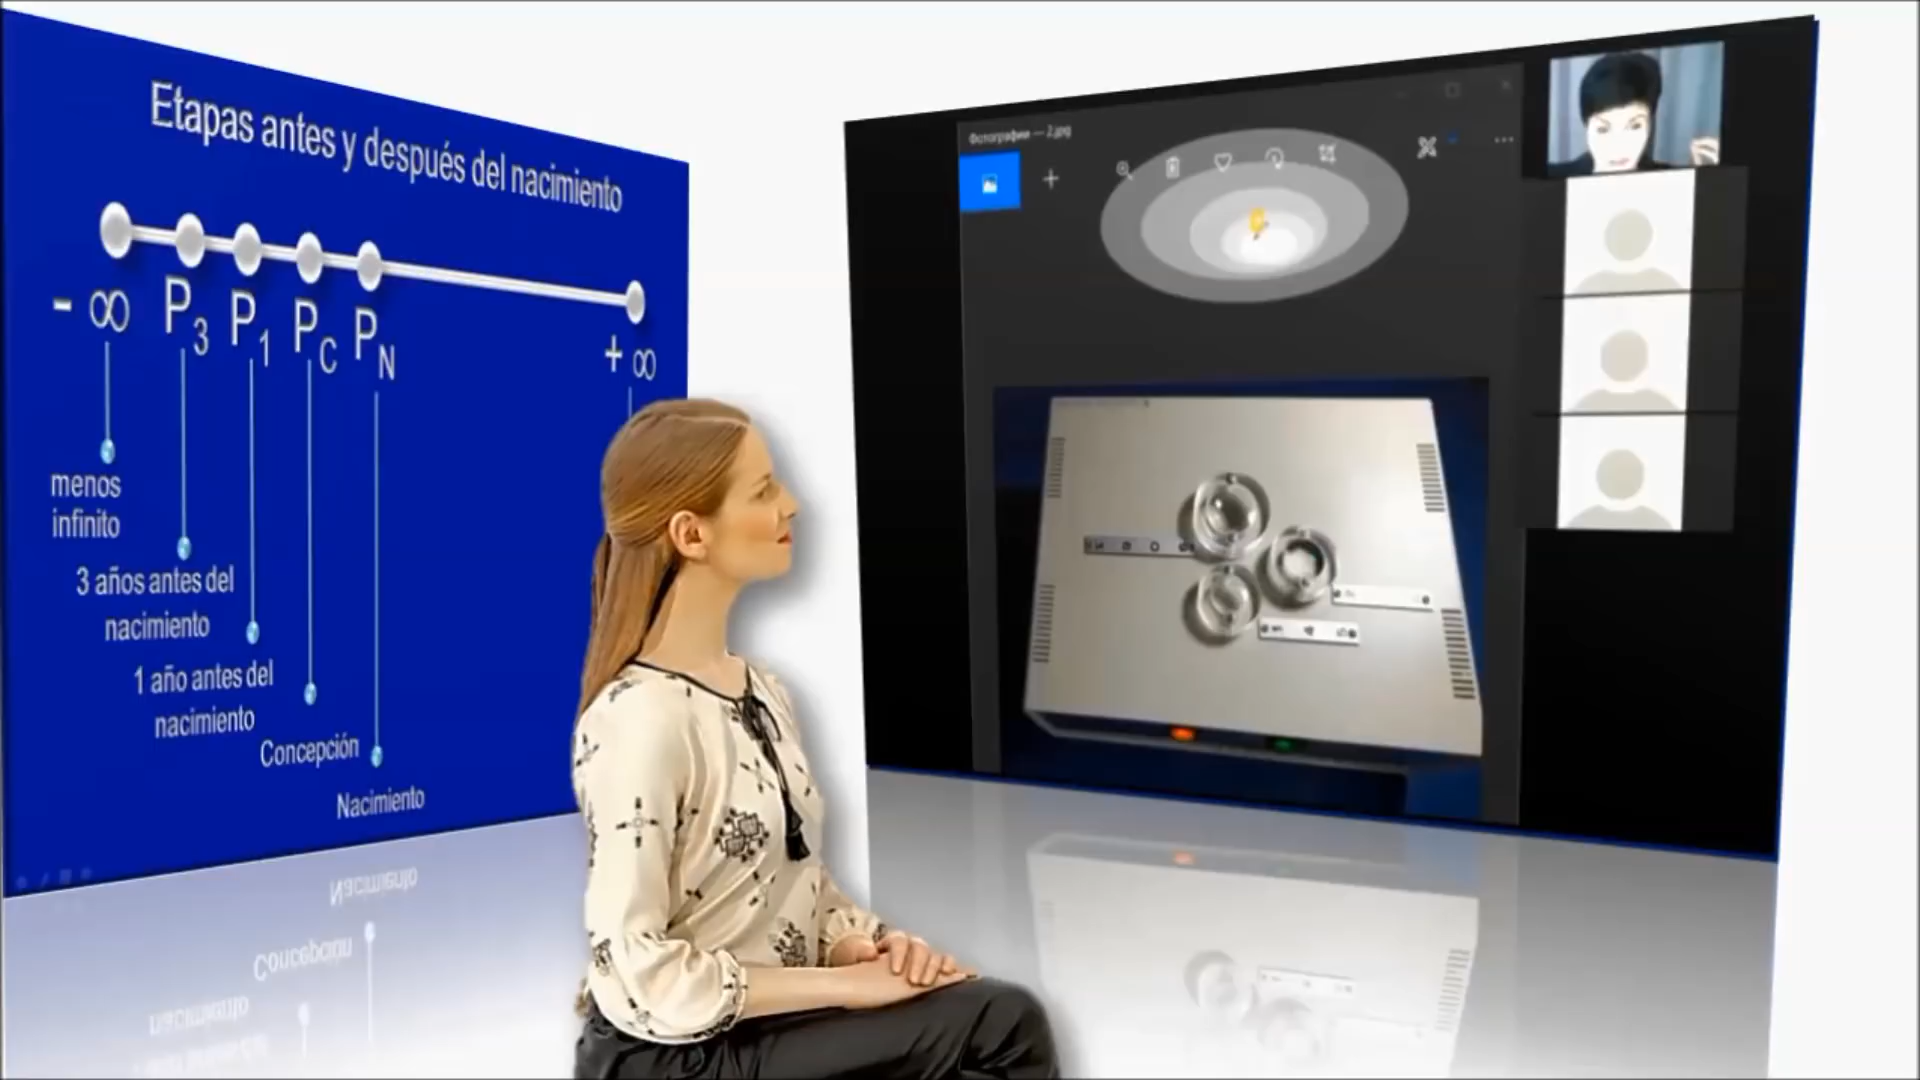 Etapas antes y después del nacimiento
- ∞ P3 P1 PC PN + ∞
menos
infinito
3 años antes del
nacimiento
1 año antes del
nacimiento
Concepción
Nacimiento
Фотографии — 2.jpg